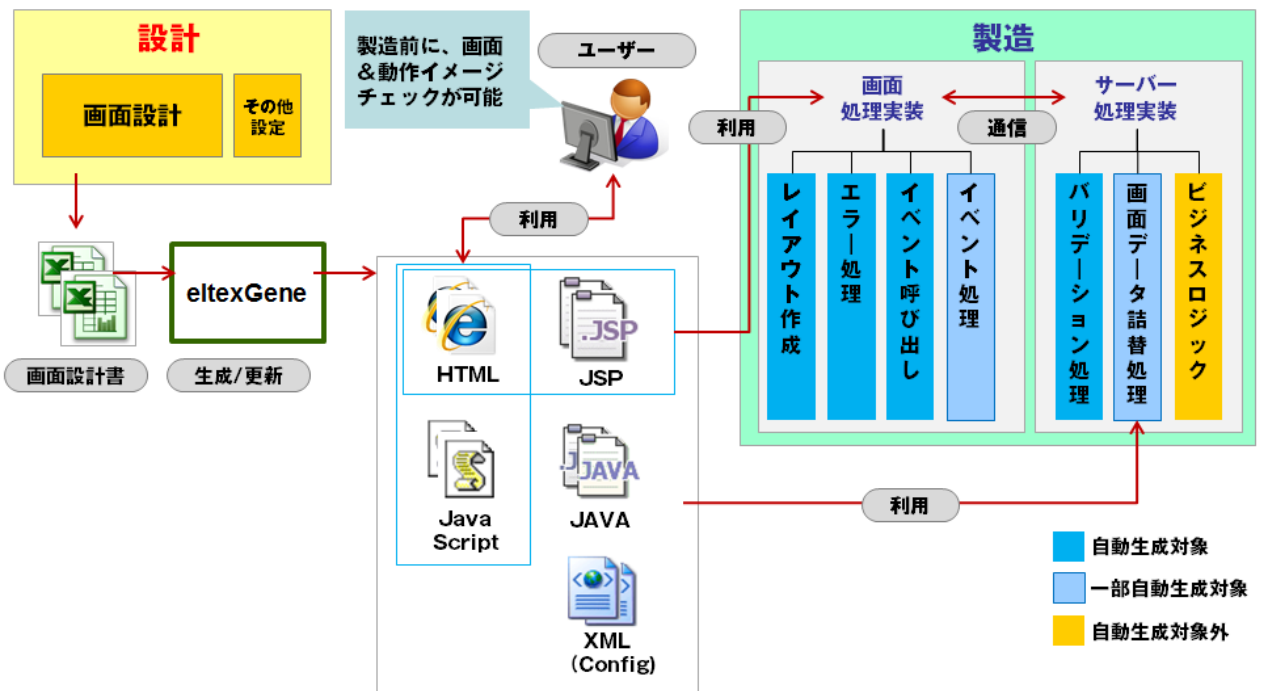 設計
画面設計
その他
設定
製造前に、画面
&動作イメージ
チェックが可能
ユーザー
利用
画面設計書
eltexGene
生成/更新
HTML
.JSP
JSP
Java
Script
.J
JAVA
JAVA
XML
(Config)
利用
製造
画面
処理実装
通信
サーバー
処理実装
レイアウト作成
エラー処理
イベント呼び出し
イベント処理
バリデーション処理
画面データ詰替処理
ビジネスロジック
利用
自動生成対象
一部自動生成対象
自動生成対象外